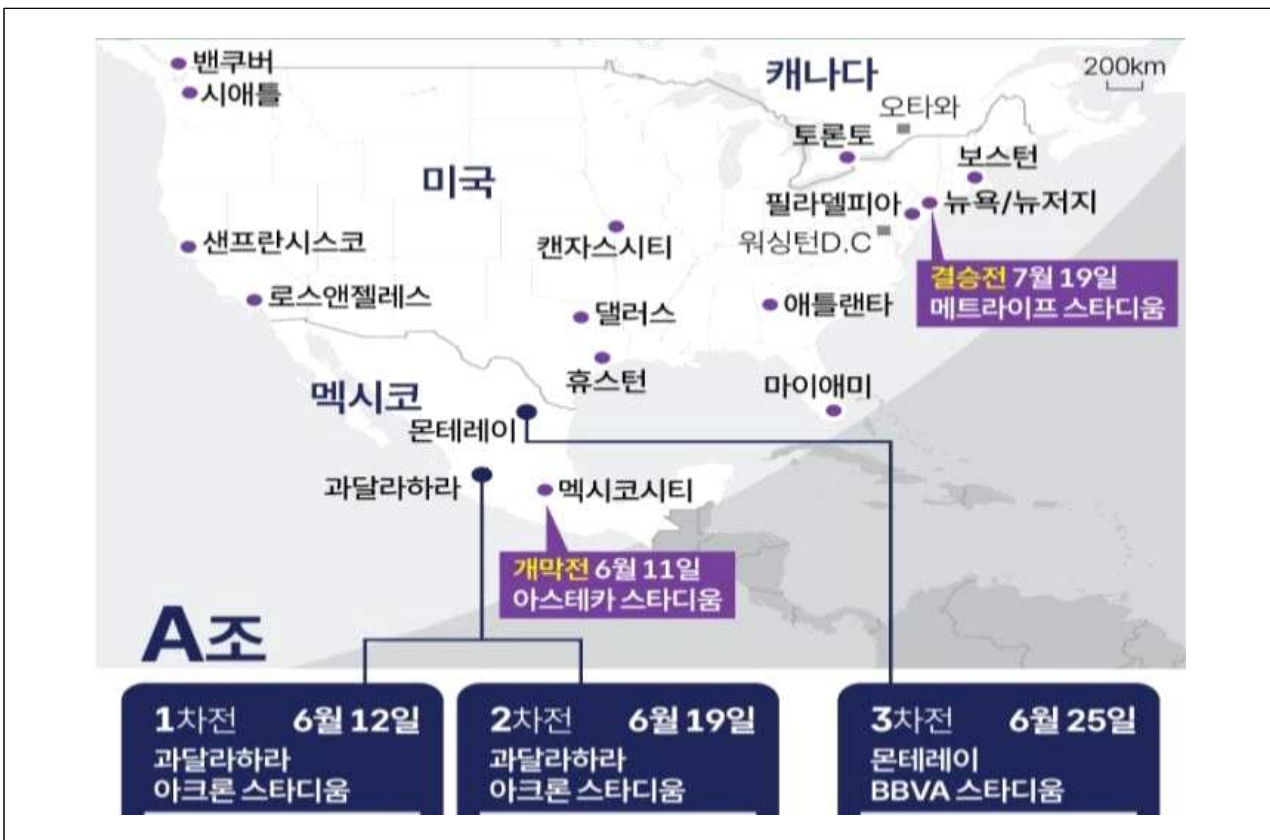 밴쿠버
시애틀
캐나다
200km
오타와
토론토
보스턴
미국
필라델피아
뉴욕/뉴저지
워싱턴D.C
샌프란시스코
캔자스시티
결승전 7월 19일
메트라이프 스타디움
로스앤젤레스
댈러스
애틀랜타
휴스턴
마이애미
멕시코
몬테레이
과달라하라
멕시코시티
개막전 6월 11일
아스테카 스타디움
A조
1차전 6월 12일
과달라하라
아크론 스타디움
2차전 6월 19일
과달라하라
아크론 스타디움
3차전 6월 25일
몬테레이
BBVA 스타디움